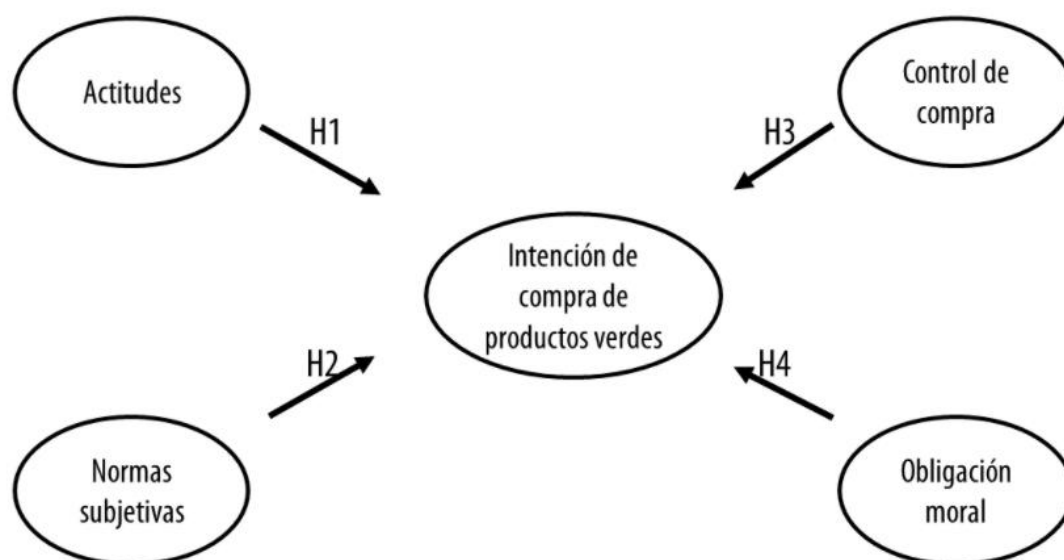 Actitudes
Control de
compra
H1
H3
Intención de
compra de
productos verdes
H2
H4
Normas
subjetivas
Obligación
moral